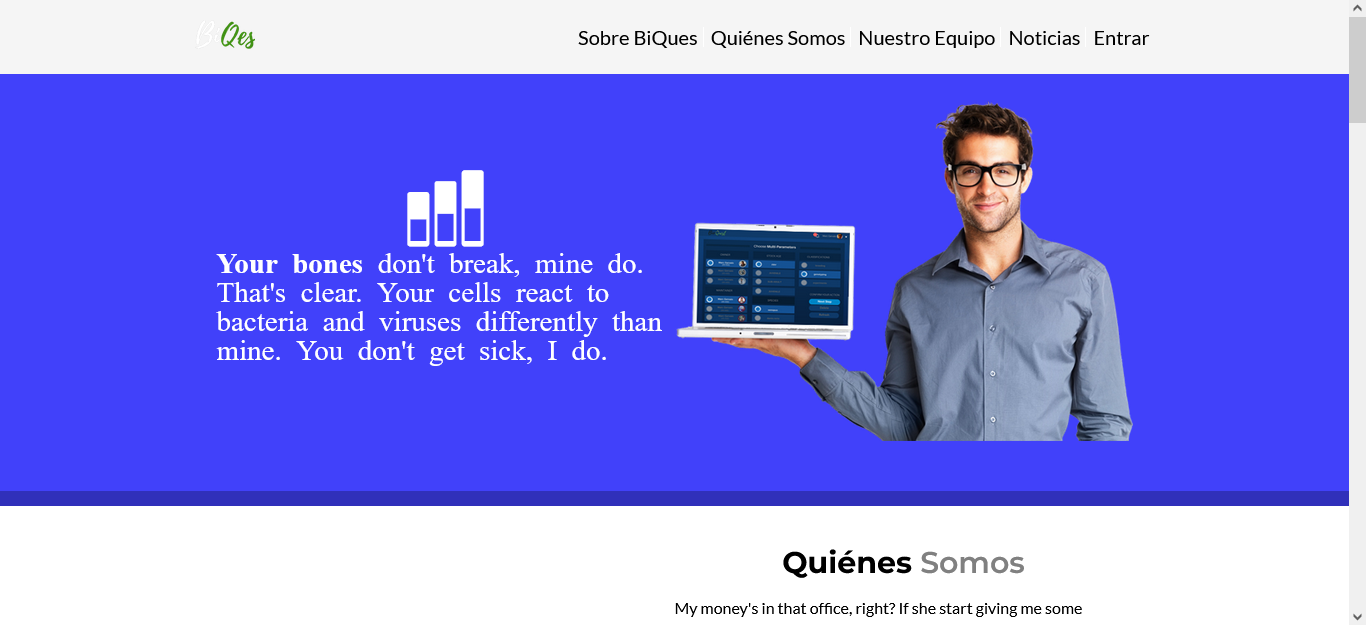 Bi Qes
Sobre BiQues
Quiénes Somos
Nuestro Equipo
Noticias
Entrar
Your bones don't break, mine do.
That's clear. Your cells react to
bacteria and viruses differently than
mine. You don't get sick, I do.
Quiénes Somos
My money's in that office, right? If she start giving me some